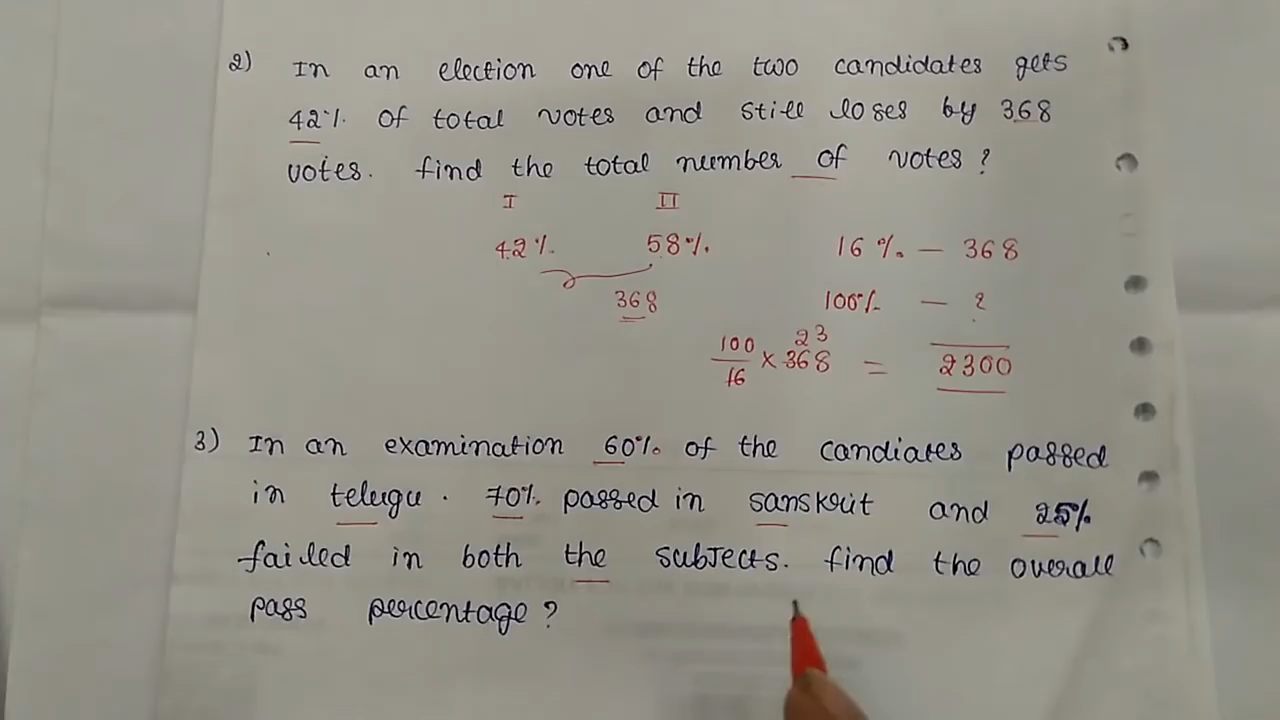 2) In an election one of the two candidates gets
42% of total votes and still loses by 368
votes. find the total number of votes?
I II
42% 58% 16% - 368
368 100% - ?
100/16 x 368 23 = 2300
3) In an examination 60% of the candiates passed
in telugu. 70% passed in sanskrit and 25%
failed in both the subjects. find the overall
pass percentage?